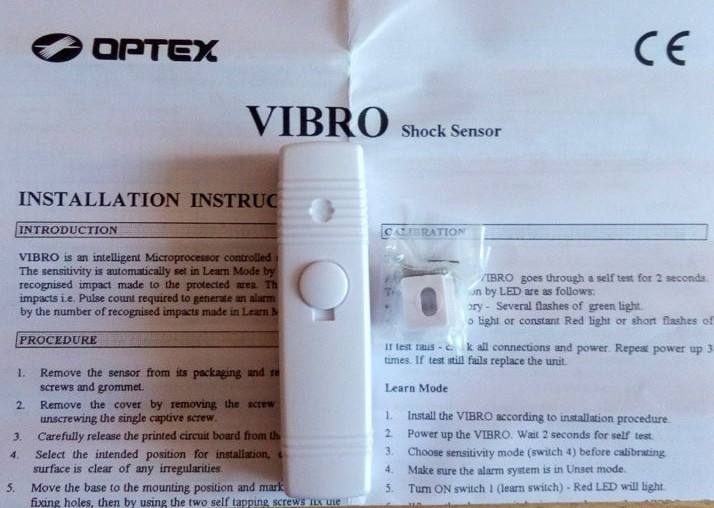 OPTEX
CE
VIBRO Shock Sensor
INSTALLATION INSTRUC
INTRODUCTION
VIBRO is an intelligent Microprocessor controlled
The sensitivity is automatically set in Learn Mode by
recognised impact made to the protected area. Th
impacts i.e. Pulse count required to generate an alarm
by the number of recognised impacts made in Learn M
PROCEDURE
1. Remove the sensor from its packaging and re
screws and grommet.
2. Remove the cover by removing the screw
unscrewing the single captive screw.
3. Carefully release the printed circuit board from the
4. Select the intended position for installation,
surface is clear of any irregularities.
5. Move the base to the mounting position and mark
fixing holes, then by using the two self tapping screws fix the
CALIBRATION
VIBRO goes through a self test for 2 seconds.
on by LED are as follows:
ory - Several flashes of green light.
o light or constant Red light or short flashes of
If test fails - k all connections and power. Repeat power up 3
times. If test still fails replace the unit.
Learn Mode
1. Install the VIBRO according to installation procedure.
2. Power up the VIBRO. Wait 2 seconds for self test.
3. Choose sensitivity mode (switch 4) before calibrating.
4. Make sure the alarm system is in Unset mode.
5. Turn ON switch 1 (learn switch) - Red LED will light.